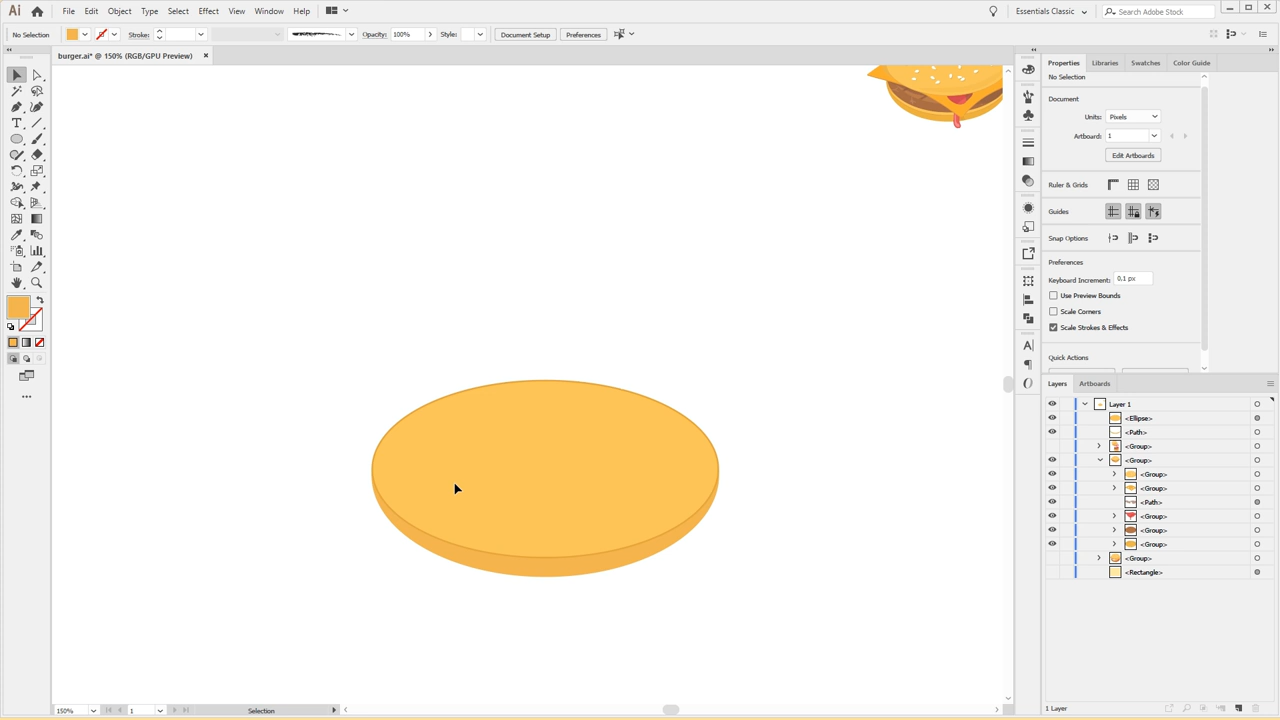 Ai File Edit Object Type Select Effect View Window Help Essentials Classic Search Adobe Stock
No Selection Stroke: Opacity: 100% Style: Document Setup Preferences
burger.ai* @ 150% (RGB/GPU Preview) ×
Properties Libraries Swatches Color Guide
No Selection
Document
Units: Pixels
Artboard: 1
Edit Artboards
Ruler & Grids
Guides
Snap Options
Preferences
Keyboard Increment: 0,1 px
Use Preview Bounds
Scale Corners
Scale Strokes & Effects
Quick Actions
Layers Artboards
Layer 1
<Ellipse>
<Path>
<Group>
<Group>
<Group>
<Group>
<Path>
<Group>
<Group>
<Group>
<Group>
<Rectangle>
1 Layer
150% 1 Selection